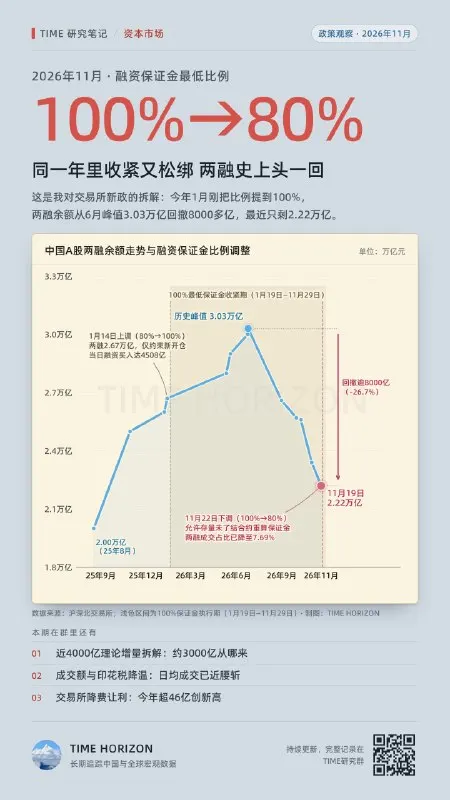 TIME 研究笔记 / 资本市场
政策观察 · 2026年11月
2026年11月 · 融资保证金最低比例
100%→80%
同一年里收紧又松绑 两融史上头一回
这是我对交易所新政的拆解：今年1月刚把比例提到100%，
两融余额从6月峰值3.03万亿回撤8000多亿，最近只剩2.22万亿。
中国A股两融余额走势与融资保证金比例调整
单位：万亿元
3.3万亿
100%最低保证金收紧期（1月19日–11月29日）
历史峰值 3.03万亿
3.0万亿
1月14日上调（80%→100%）
两融2.67万亿，仅约束新开仓
当日融资买入达4508亿
回撤逾8000亿
（-26.7%）
2.7万亿
TIME HORIZON
2.4万亿
11月19日
2.22万亿
2.1万亿
11月22日下调（100%→80%）
允许存量未了结合约重算保证金
两融成交占比已降至7.69%
2.00万亿
（25年8月）
1.8万亿
25年9月
25年12月
26年3月
26年6月
26年9月
26年11月
数据来源：沪深北交易所，浅色区间为100%保证金执行期（1月19日–11月29日）· 制图：TIME HORIZON
本期在群里还有
01 近4000亿理论增量拆解：约3000亿从哪来
02 成交额与印花税降温：日均成交已近腰斩
03 交易所降费让利：今年超46亿创新高
TIME HORIZON
长期追踪中国与全球宏观数据
持续更新，完整记录在
TIME研究群